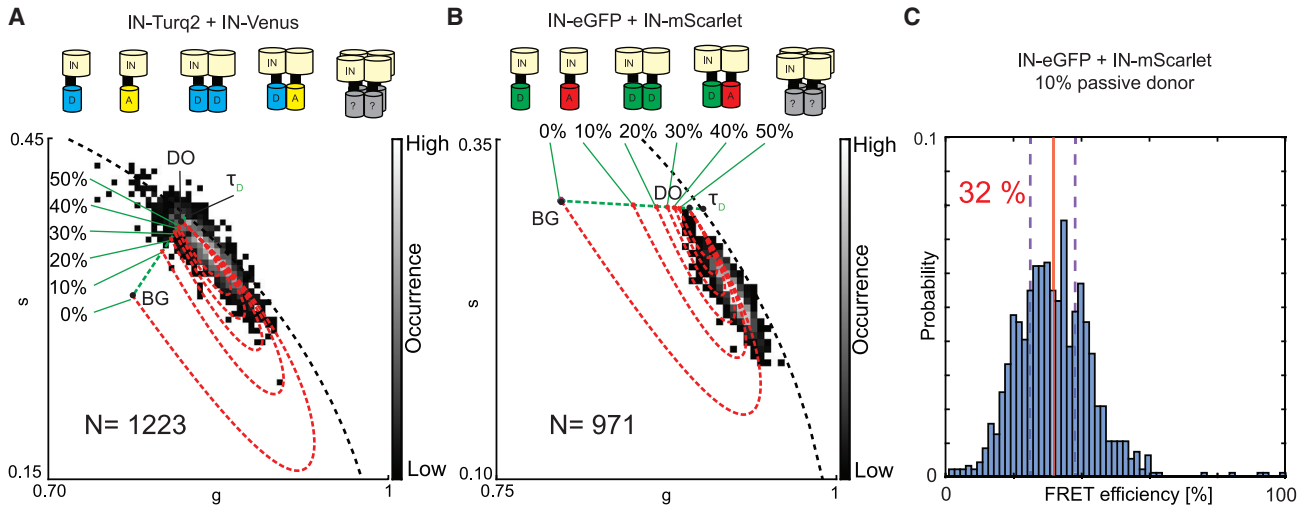 A
IN-Turq2 + IN-Venus
IN
IN
IN
IN
IN
D
A
D
D
D
A
?
?
0.45
DO
τD
50%
40%
30%
20%
10%
0%
BG
s
N= 1223
0.15
0.70
g
1
High
Occurrence
Low
B
IN-eGFP + IN-mScarlet
IN
IN
IN
IN
IN
D
A
D
D
D
A
?
?
0% 10% 20% 30% 40% 50%
0.35
DO
τD
BG
s
N= 971
0.10
0.75
g
1
High
Occurrence
Low
C
IN-eGFP + IN-mScarlet
10% passive donor
0.1
32 %
Probability
0
0
FRET efficiency [%]
100